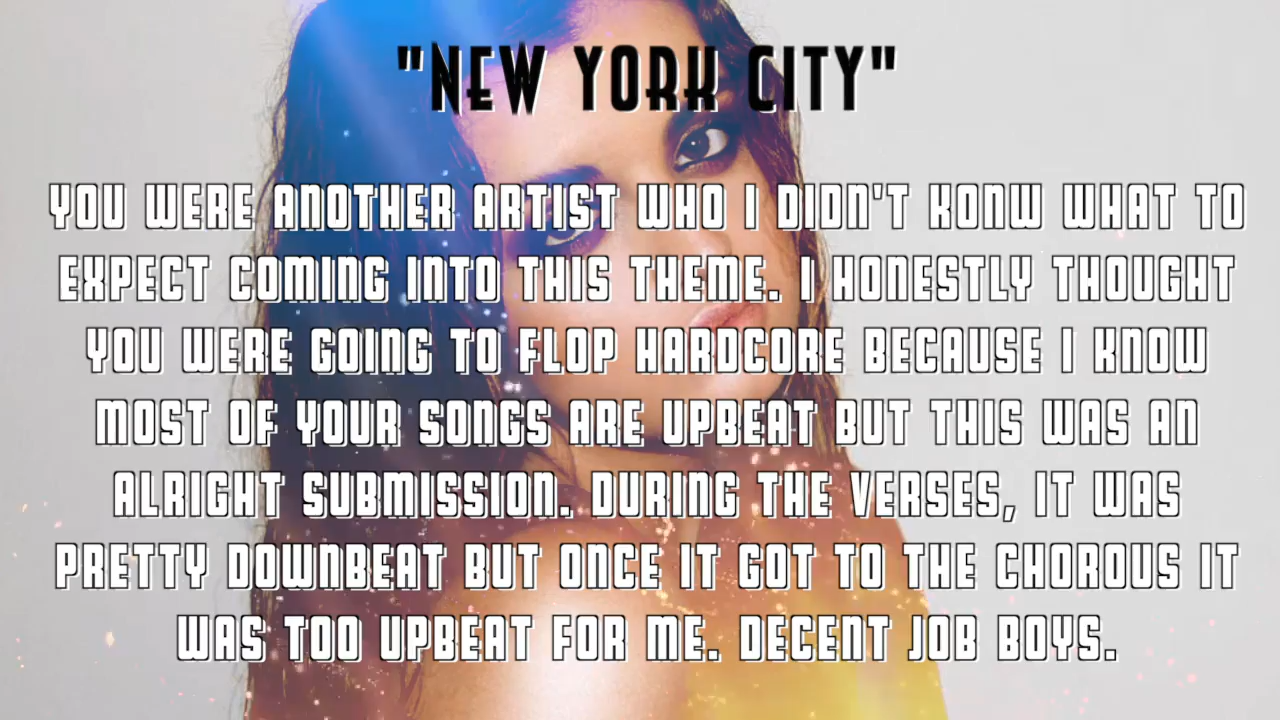 "NEW YORK CITY"
YOU WERE ANOTHER ARTIST WHO I DIDN'T KONW WHAT TO
EXPECT COMING INTO THIS THEME. I HONESTLY THOUGHT
YOU WERE GOING TO FLOP HARDCORE BECAUSE I KNOW
MOST OF YOUR SONGS ARE UPBEAT BUT THIS WAS AN
ALRIGHT SUBMISSION. DURING THE VERSES, IT WAS
PRETTY DOWNBEAT BUT ONCE IT GOT TO THE CHOROUS IT
WAS TOO UPBEAT FOR ME. DECENT JOB BOYS.